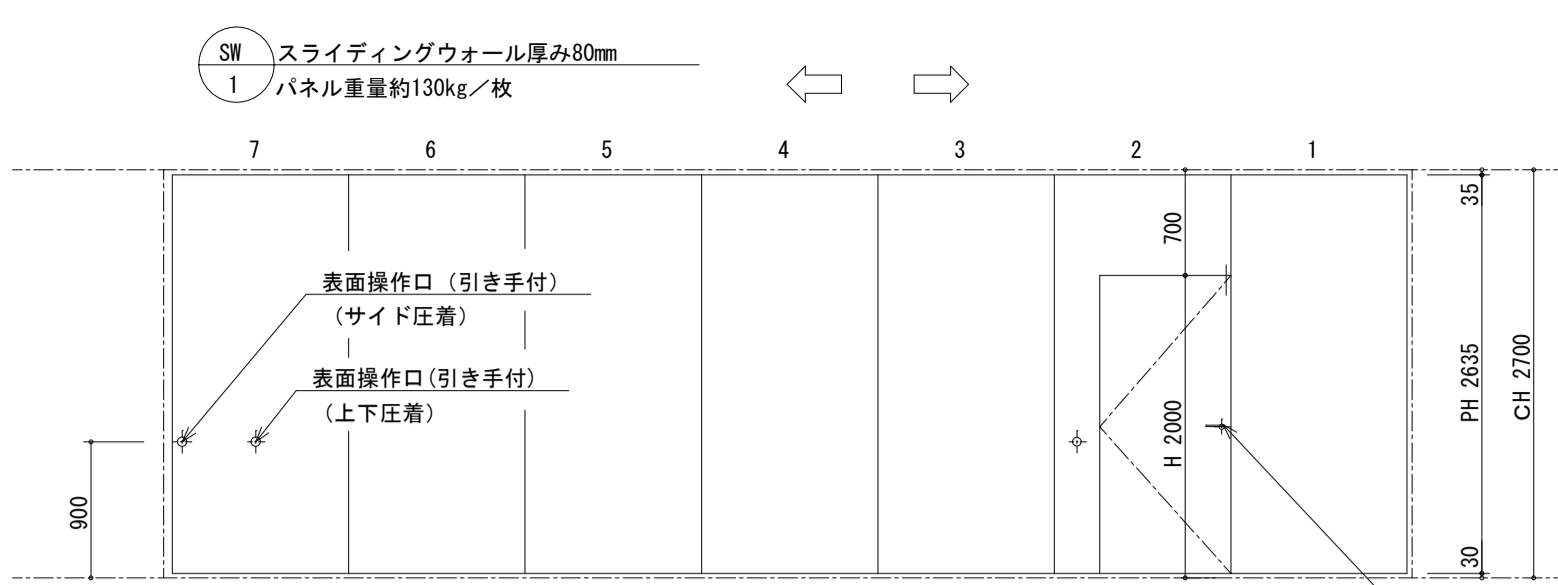 SW
1
スライディングウォール厚み80mm
パネル重量約130kg／枚
7 6 5 4 3 2 1
表面操作口（引き手付）
（サイド圧着）
表面操作口(引き手付)
（上下圧着）
900
700
H 2000
35
PH 2635
30
CH 2700